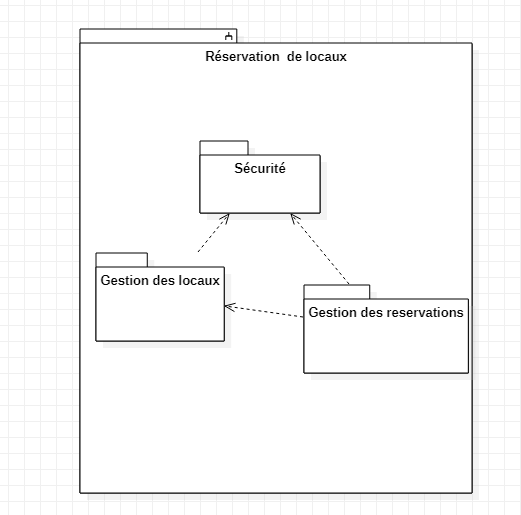 Réservation de locaux
Sécurité
Gestion des locaux
Gestion des reservations